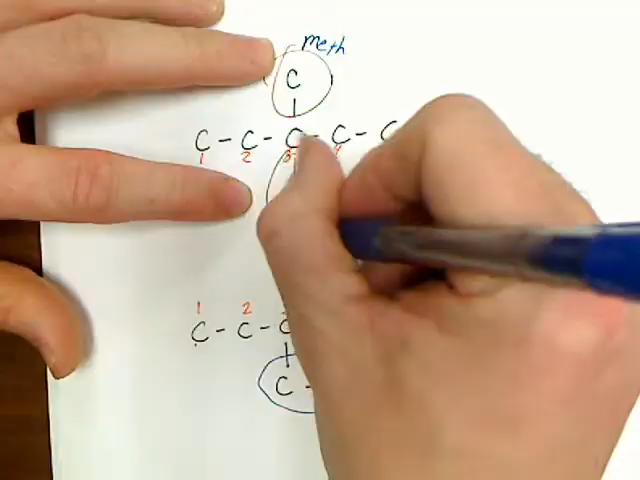 meth
C
C - C - C - C - C
1 2 3 4
1 2
C - C - C
C -